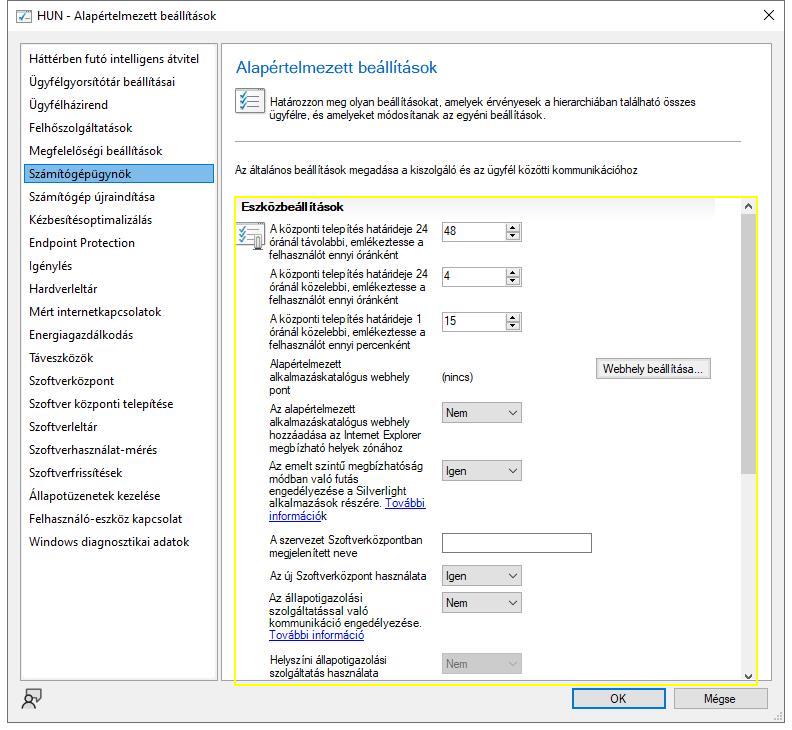 HUN - Alapértelmezett beállítások
Háttérben futó intelligens átvitel
Ügyfélgyorsítótár beállításai
Ügyfélházirend
Felhőszolgáltatások
Megfelelőségi beállítások
Számítógépügynök
Számítógép újraindítása
Kézbesítésoptimalizálás
Endpoint Protection
Igénylés
Hardverleltár
Mért internetkapcsolatok
Energiagazdálkodás
Táveszközök
Szoftverközpont
Szoftver központi telepítése
Szoftverleltár
Szoftverhasználat-mérés
Szoftverfrissítések
Állapotüzenetek kezelése
Felhasználó-eszköz kapcsolat
Windows diagnosztikai adatok
Alapértelmezett beállítások
Határozzon meg olyan beállításokat, amelyek érvényesek a hierarchiában található összes
ügyfélre, és amelyeket módosítanak az egyéni beállítások.
Az általános beállítások megadása a kiszolgáló és az ügyfél közötti kommunikációhoz
Eszközbeállítások
A központi telepítés határideje 24
óránál távolabbi, emlékeztesse a
felhasználót ennyi óránként
48
A központi telepítés határideje 24
óránál közelebbi, emlékeztesse a
felhasználót ennyi óránként
4
A központi telepítés határideje 1
óránál közelebbi, emlékeztesse a
felhasználót ennyi percenként
15
Alapértelmezett
alkalmazáskatalógus webhely
pont
(nincs)
Webhely beállítása...
Az alapértelmezett
alkalmazáskatalógus webhely
hozzáadása az Internet Explorer
megbízható helyek zónához
Nem
Az emelt szintű megbízhatóság
módban való futás
engedélyezése a Silverlight
alkalmazások részére. További
információk
Igen
A szervezet Szoftverközpontban
megjelenített neve
Az új Szoftverközpont használata
Igen
Az állapotigazolási
szolgáltatással való
kommunikáció engedélyezése.
További információ
Nem
Helyszíni állapotigazolási
szolgáltatás használata
Nem
OK
Mégse